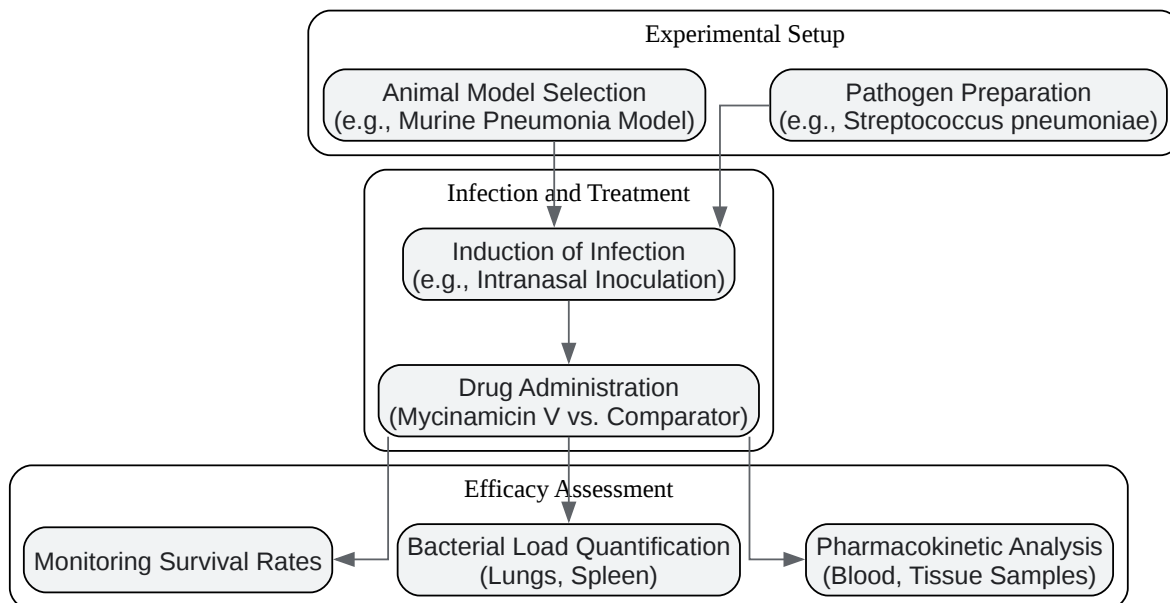 Experimental Setup
Animal Model Selection
(e.g., Murine Pneumonia Model)
Pathogen Preparation
(e.g., Streptococcus pneumoniae)
Infection and Treatment
Induction of Infection
(e.g., Intranasal Inoculation)
Drug Administration
(Mycinamicin V vs. Comparator)
Efficacy Assessment
Monitoring Survival Rates
Bacterial Load Quantification
(Lungs, Spleen)
Pharmacokinetic Analysis
(Blood, Tissue Samples)